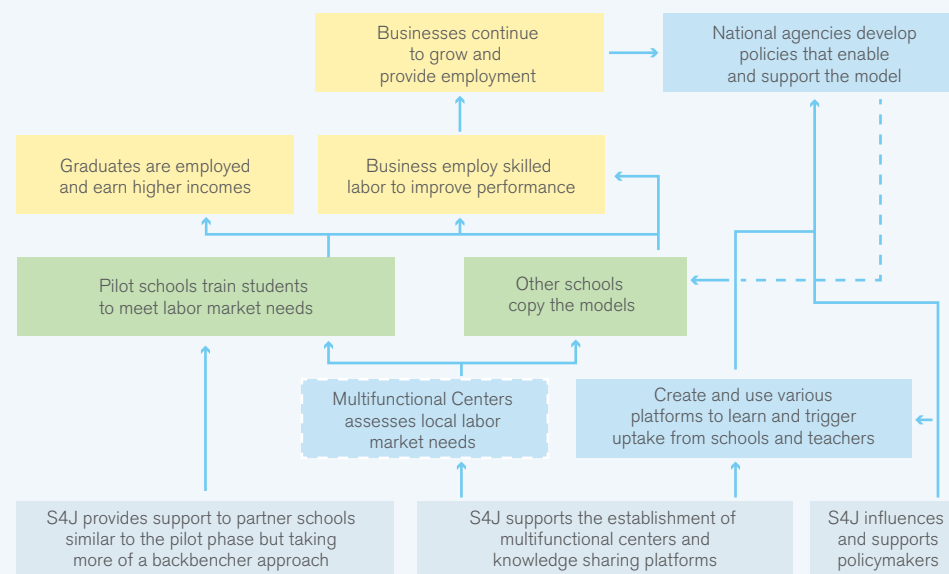 Businesses continue
to grow and
provide employment
National agencies develop
policies that enable
and support the model
Graduates are employed
and earn higher incomes
Business employ skilled
labor to improve performance
Pilot schools train students
to meet labor market needs
Other schools
copy the models
Multifunctional Centers
assesses local labor
market needs
Create and use various
platforms to learn and trigger
uptake from schools and teachers
S4J provides support to partner schools
similar to the pilot phase but taking
more of a backbencher approach
S4J supports the establishment of
multifunctional centers and
knowledge sharing platforms
S4J influences
and supports
policymakers